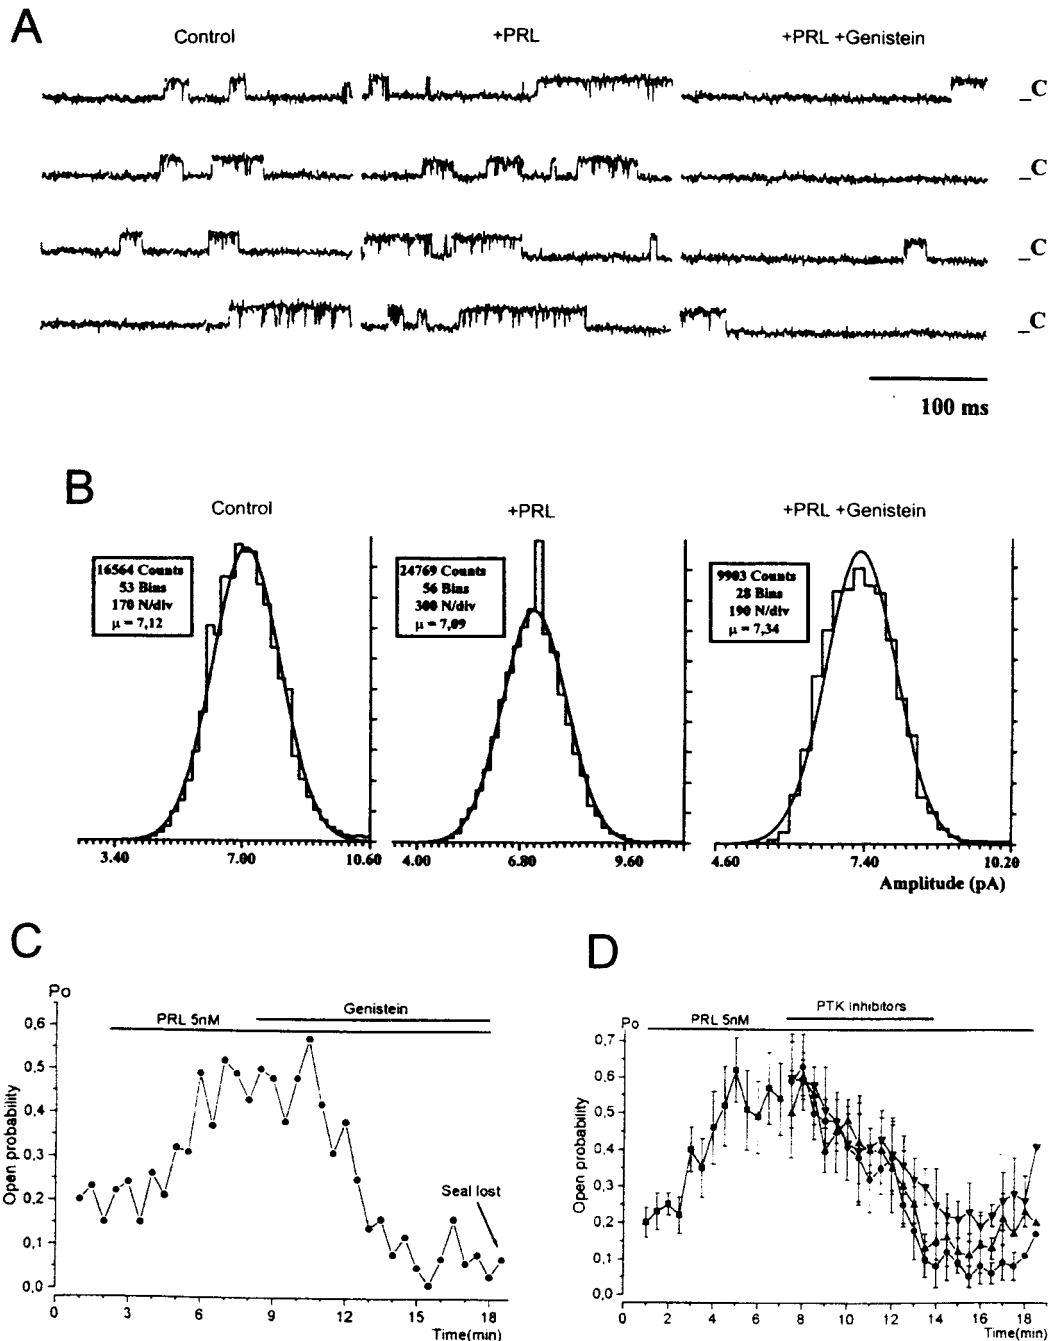 A
Control +PRL +PRL +Genistein
_C
_C
_C
_C
100 ms
B
Control +PRL +PRL +Genistein
16564 Counts
53 Bins
170 N/div
μ = 7,12
24769 Counts
56 Bins
300 N/div
μ = 7,09
9903 Counts
28 Bins
190 N/div
μ = 7,34
3.40 7.00 10.60 4.00 6.80 9.60 4.60 7.40 10.20
Amplitude (pA)
C
Po
PRL 5nM
Genistein
0,6
0,5
0,4
0,3
0,2
0,1
0,0
Open probability
Seal lost
0 3 6 9 12 15 18
Time(min)
D
Po
PRL 5nM
PTK inhibitors
0,7
0,6
0,5
0,4
0,3
0,2
0,1
0,0
Open probability
0 2 4 6 8 10 12 14 16 18
Time(min)